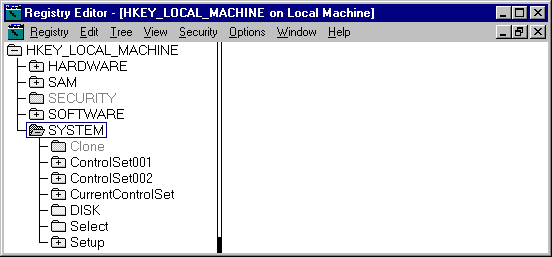 Registry Editor - [HKEY_LOCAL_MACHINE on Local Machine]
Registry Edit Tree View Security Options Window Help
HKEY_LOCAL_MACHINE
HARDWARE
SAM
SECURITY
SOFTWARE
SYSTEM
Clone
ControlSet001
ControlSet002
CurrentControlSet
DISK
Select
Setup